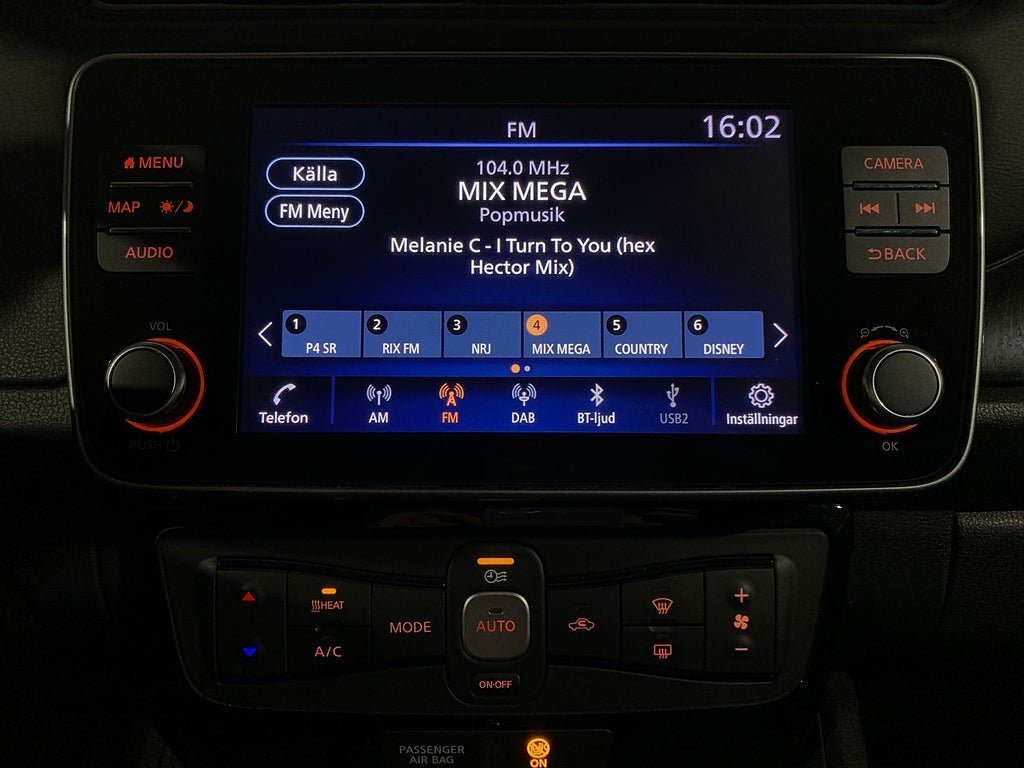 FM
16:02
MENU
MAP
AUDIO
Källa
FM Meny
104.0 MHz
MIX MEGA
Popmusik
Melanie C - I Turn To You (hex
Hector Mix)
CAMERA
BACK
VOL
PUSH
OK
1
P4 SR
2
RIX FM
3
NRJ
4
MIX MEGA
5
COUNTRY
6
DISNEY
Telefon
AM
FM
DAB
BT-ljud
USB2
Inställningar
HEAT
A/C
MODE
AUTO
ON·OFF
PASSENGER
AIR BAG
ON